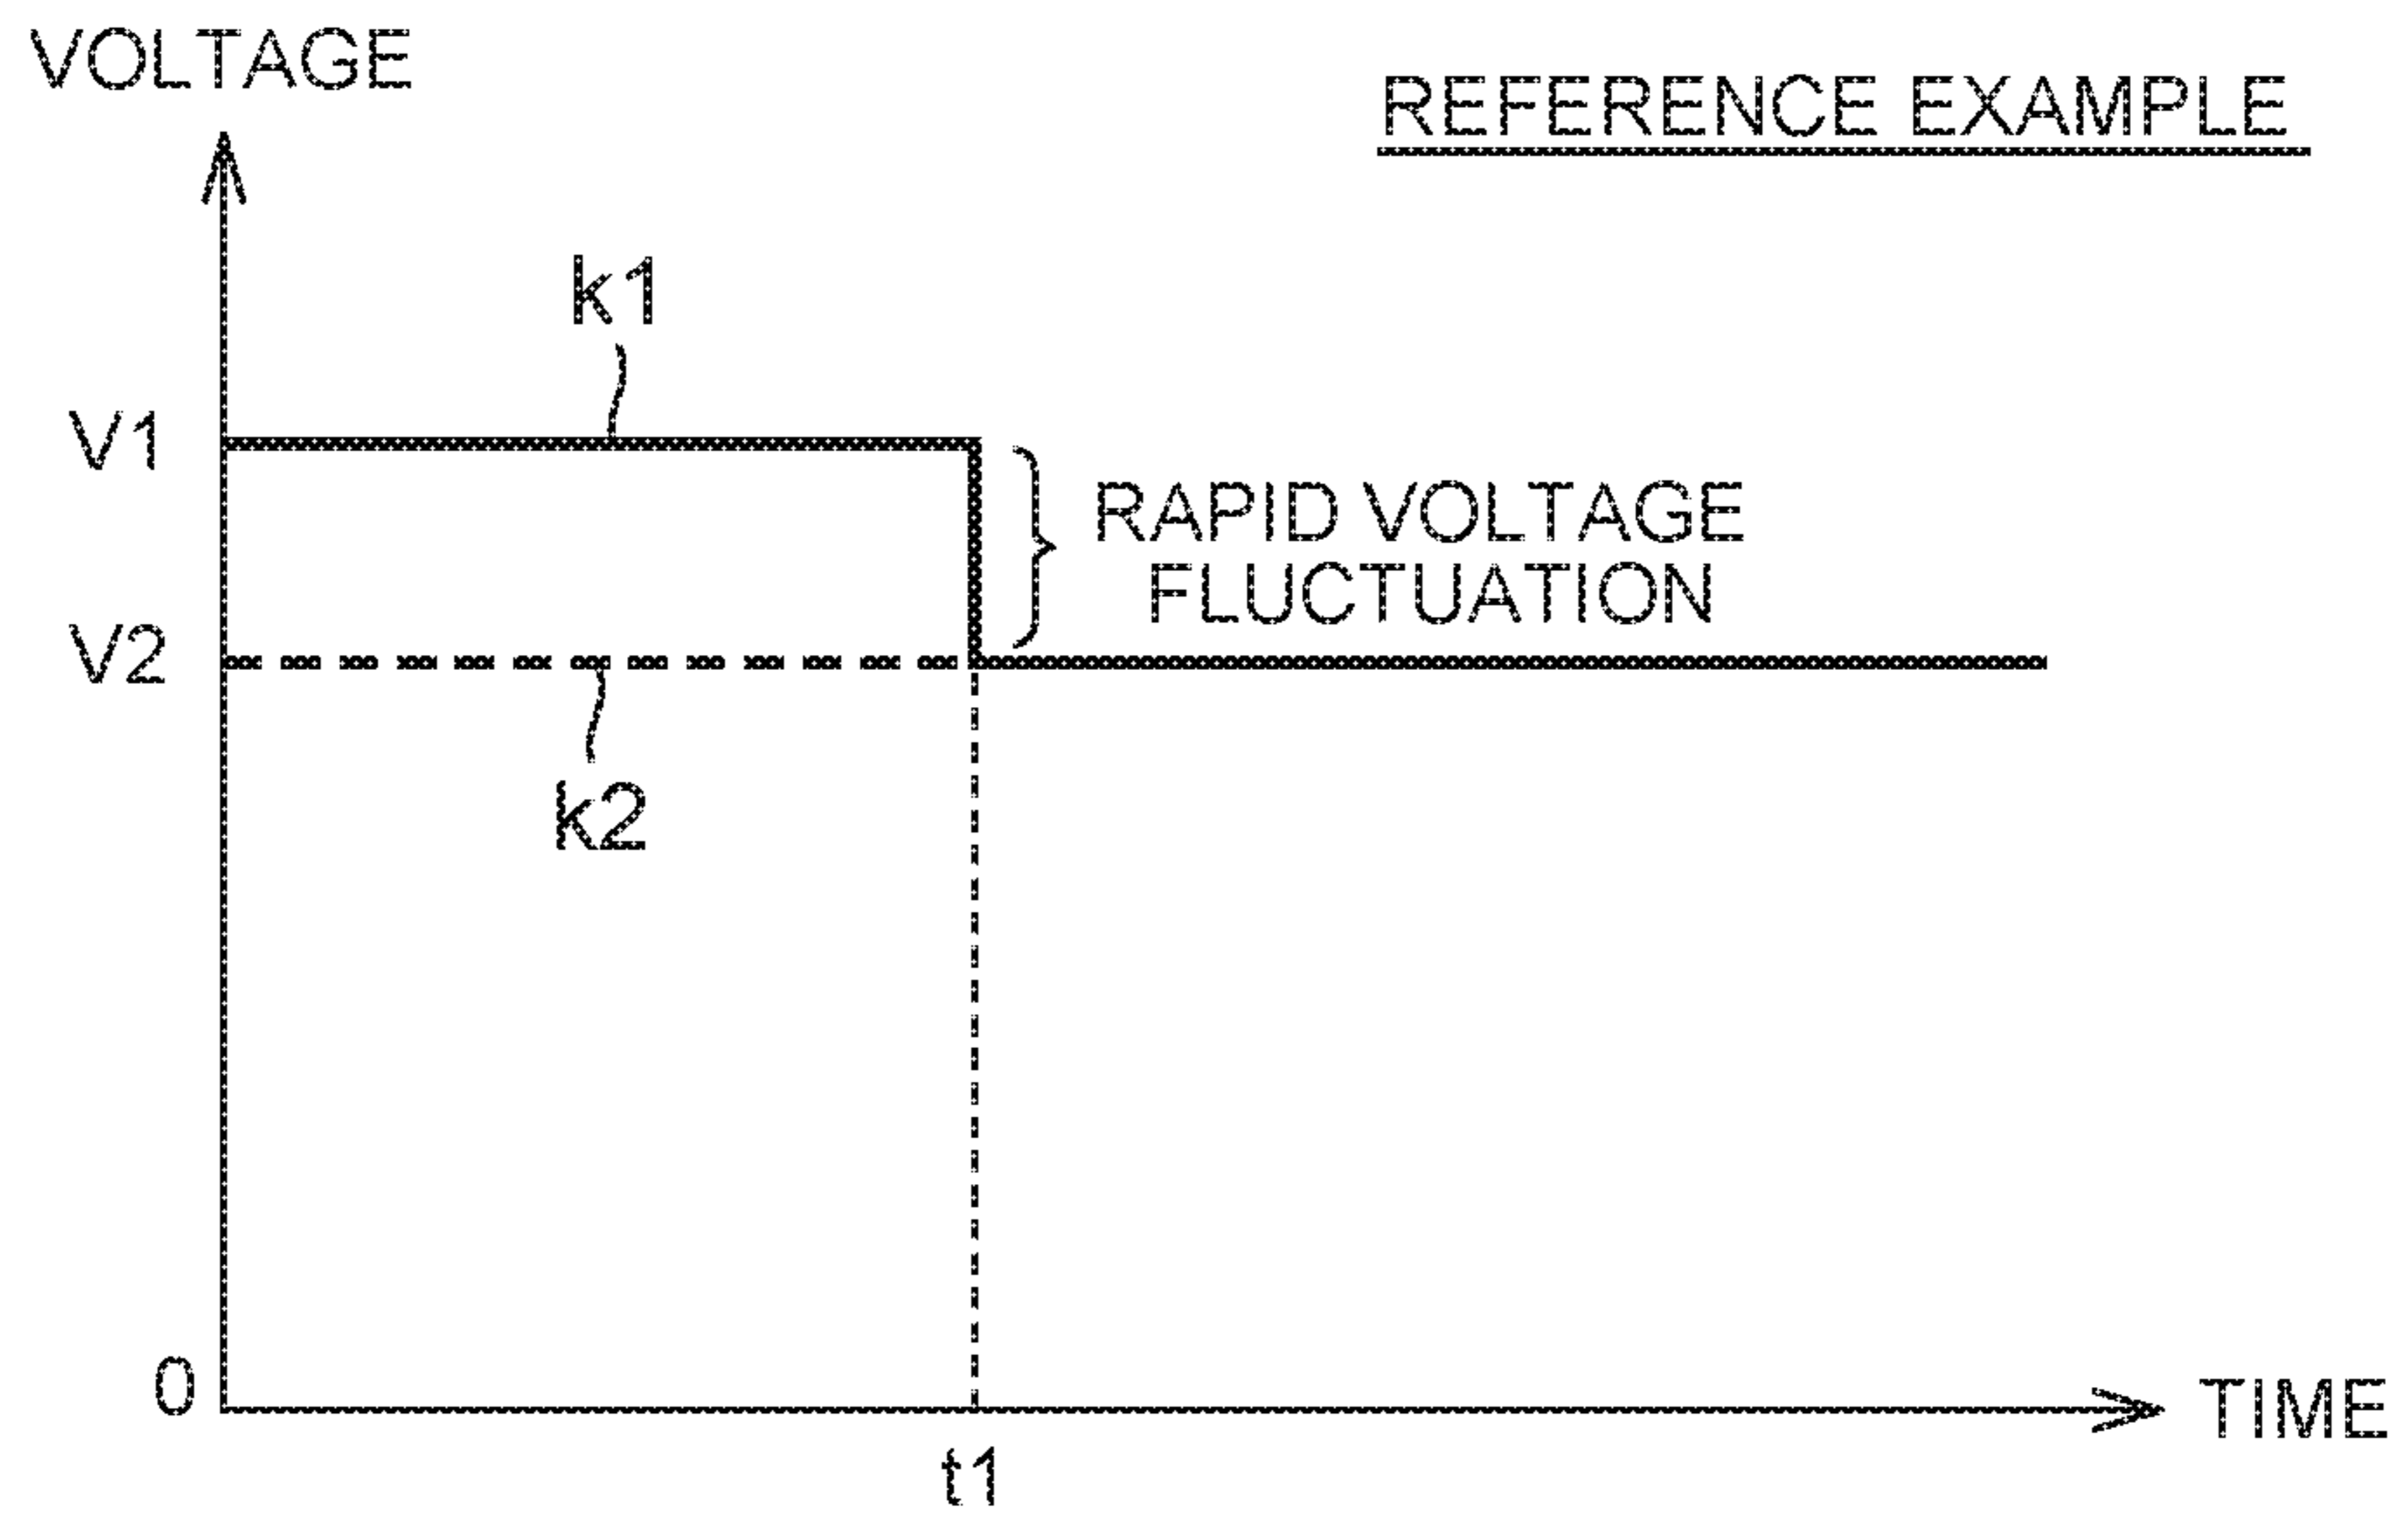 VOLTAGE
REFERENCE EXAMPLE
k1
V1
RAPID VOLTAGE
FLUCTUATION
V2
k2
0
TIME
t1